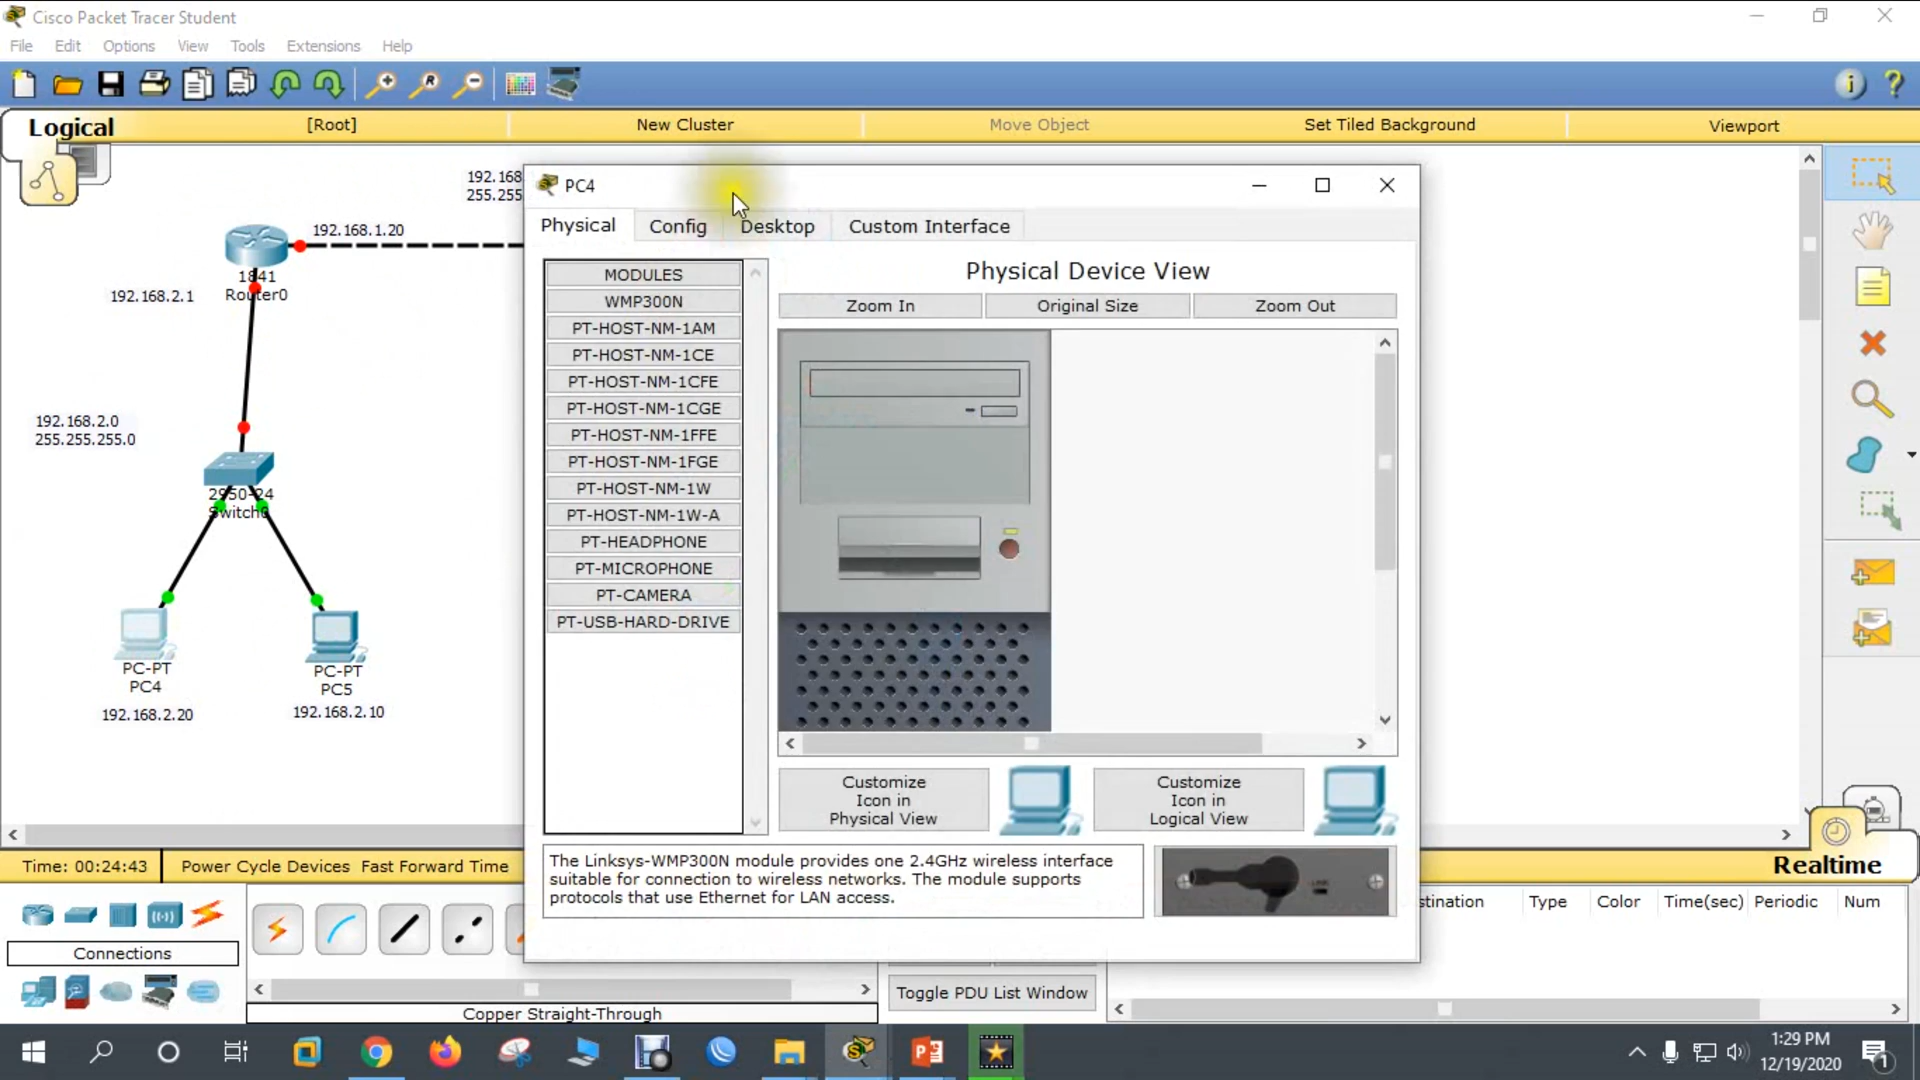 Cisco Packet Tracer Student
File Edit Options View Tools Extensions Help
Logical [Root] New Cluster Move Object Set Tiled Background Viewport
192.168
255.255
192.168.1.20
1841
Router0
192.168.2.1
192.168.2.0
255.255.255.0
2950-24
Switch0
PC-PT
PC4
192.168.2.20
PC-PT
PC5
192.168.2.10
PC4
Physical Config Desktop Custom Interface
MODULES
WMP300N
PT-HOST-NM-1AM
PT-HOST-NM-1CE
PT-HOST-NM-1CFE
PT-HOST-NM-1CGE
PT-HOST-NM-1FFE
PT-HOST-NM-1FGE
PT-HOST-NM-1W
PT-HOST-NM-1W-A
PT-HEADPHONE
PT-MICROPHONE
PT-CAMERA
PT-USB-HARD-DRIVE
Physical Device View
Zoom In Original Size Zoom Out
Customize
Icon in
Physical View
Customize
Icon in
Logical View
The Linksys-WMP300N module provides one 2.4GHz wireless interface
suitable for connection to wireless networks. The module supports
protocols that use Ethernet for LAN access.
Time: 00:24:43 Power Cycle Devices Fast Forward Time
Realtime
Connections
Copper Straight-Through
Toggle PDU List Window
stination Type Color Time(sec) Periodic Num
1:29 PM
12/19/2020
1